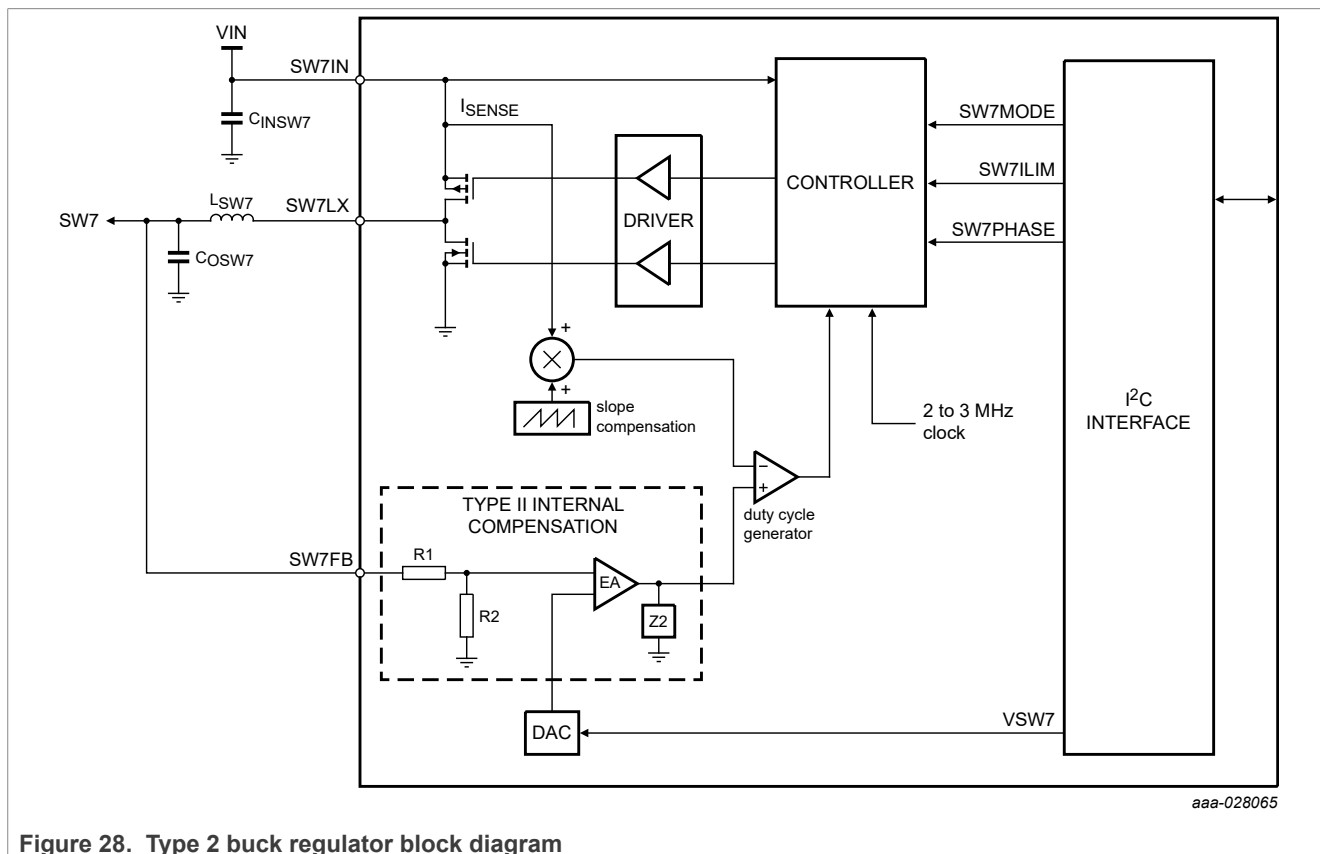 VIN
SW7IN
CINSW7
ISENSE
SW7MODE
SW7ILIM
SW7PHASE
CONTROLLER
DRIVER
LSW7
SW7LX
SW7
COSW7
+
+
slope
compensation
2 to 3 MHz
clock
I2C
INTERFACE
TYPE II INTERNAL
COMPENSATION
−
+
duty cycle
generator
SW7FB
R1
R2
EA
Z2
DAC
VSW7
aaa-028065
Figure 28. Type 2 buck regulator block diagram